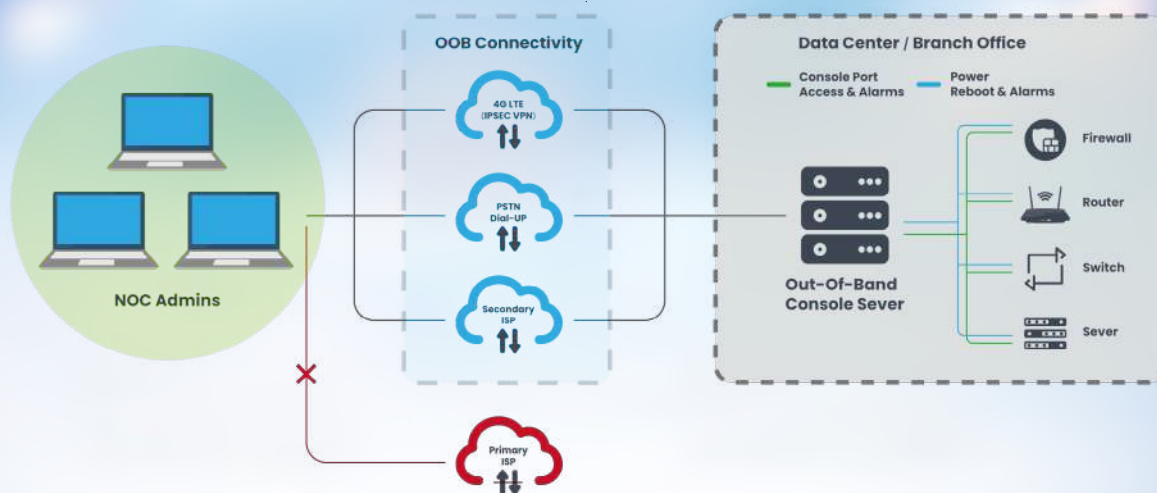 OOB Connectivity
4G LTE
(IPSEC VPN)
PSTN
Dial-UP
Secondary
ISP
NOC Admins
Primary
ISP
Data Center / Branch Office
Console Port
Access & Alarms
Power
Reboot & Alarms
Firewall
Router
Switch
Sever
Out-Of-Band
Console Sever